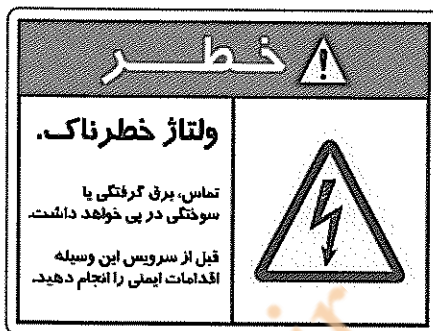 خطر
ولتاژ خطرناک.
تماس، برق گرفتگی یا
سوختگی در پی خواهد داشت.
قبل از سرویس این وسیله
اقدامات ایمنی را انجام دهید.